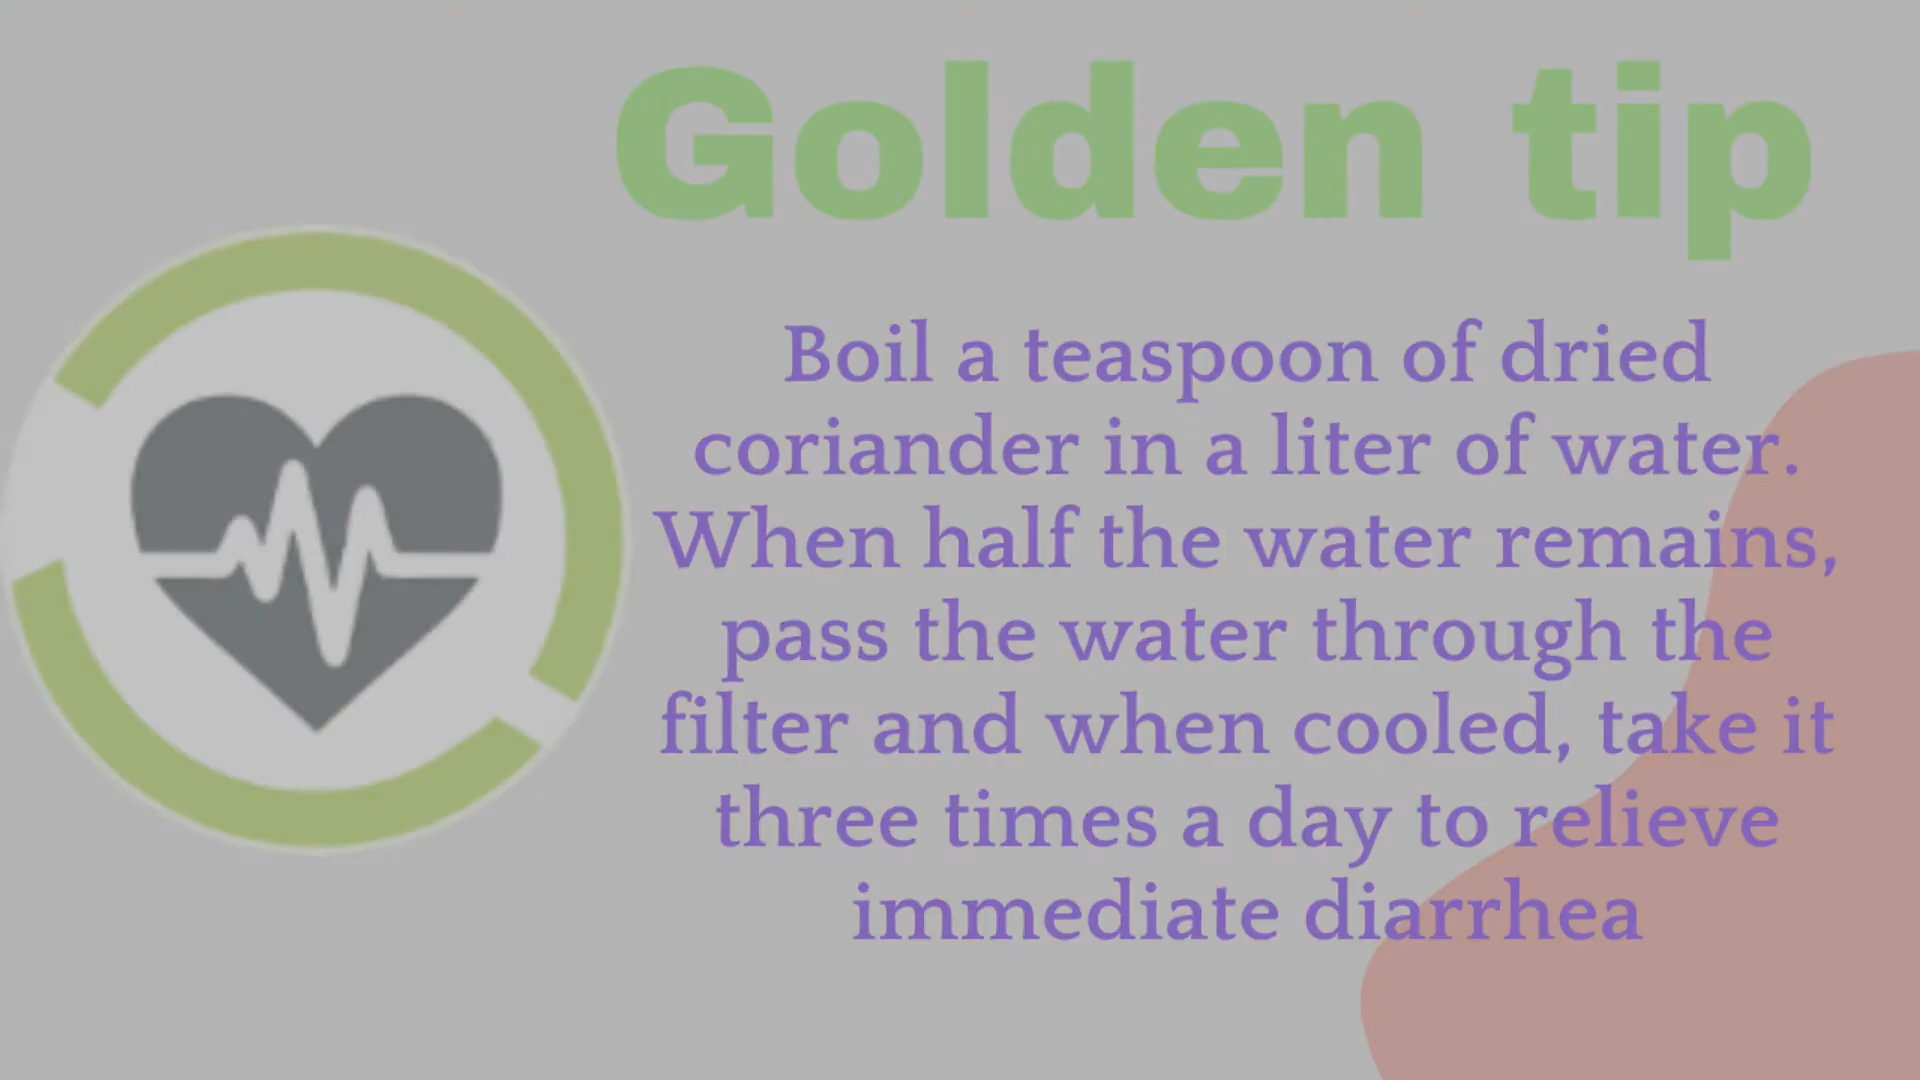 Golden tip
Boil a teaspoon of dried
coriander in a liter of water.
When half the water remains,
pass the water through the
filter and when cooled, take it
three times a day to relieve
immediate diarrhea